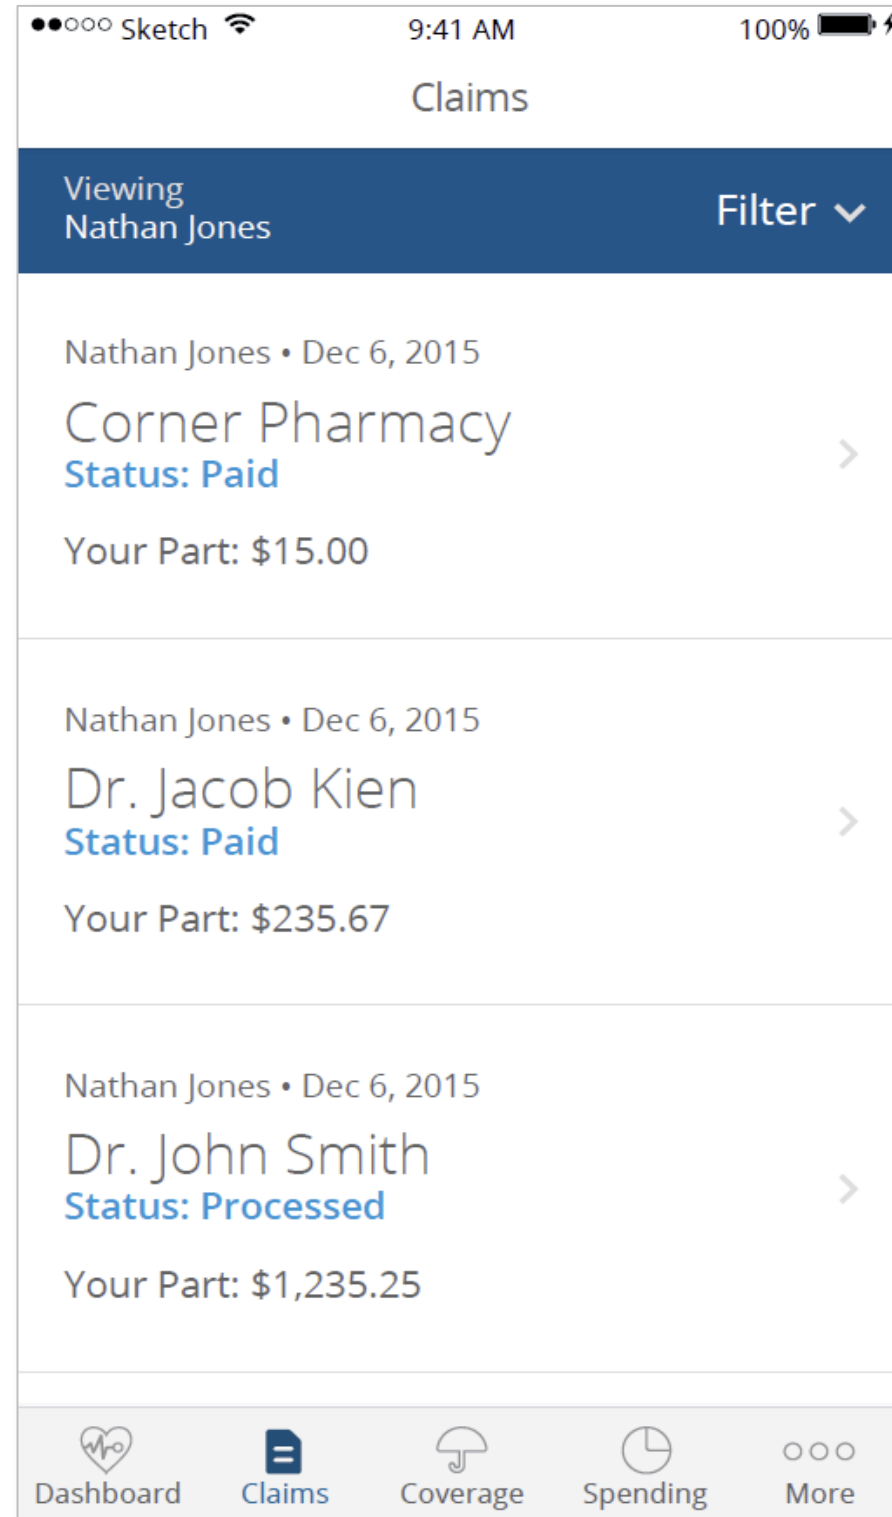 Sketch 9:41 AM 100%
Claims
Viewing
Nathan Jones
Filter
Nathan Jones • Dec 6, 2015
Corner Pharmacy
Status: Paid
Your Part: $15.00
Nathan Jones • Dec 6, 2015
Dr. Jacob Kien
Status: Paid
Your Part: $235.67
Nathan Jones • Dec 6, 2015
Dr. John Smith
Status: Processed
Your Part: $1,235.25
Dashboard Claims Coverage Spending More